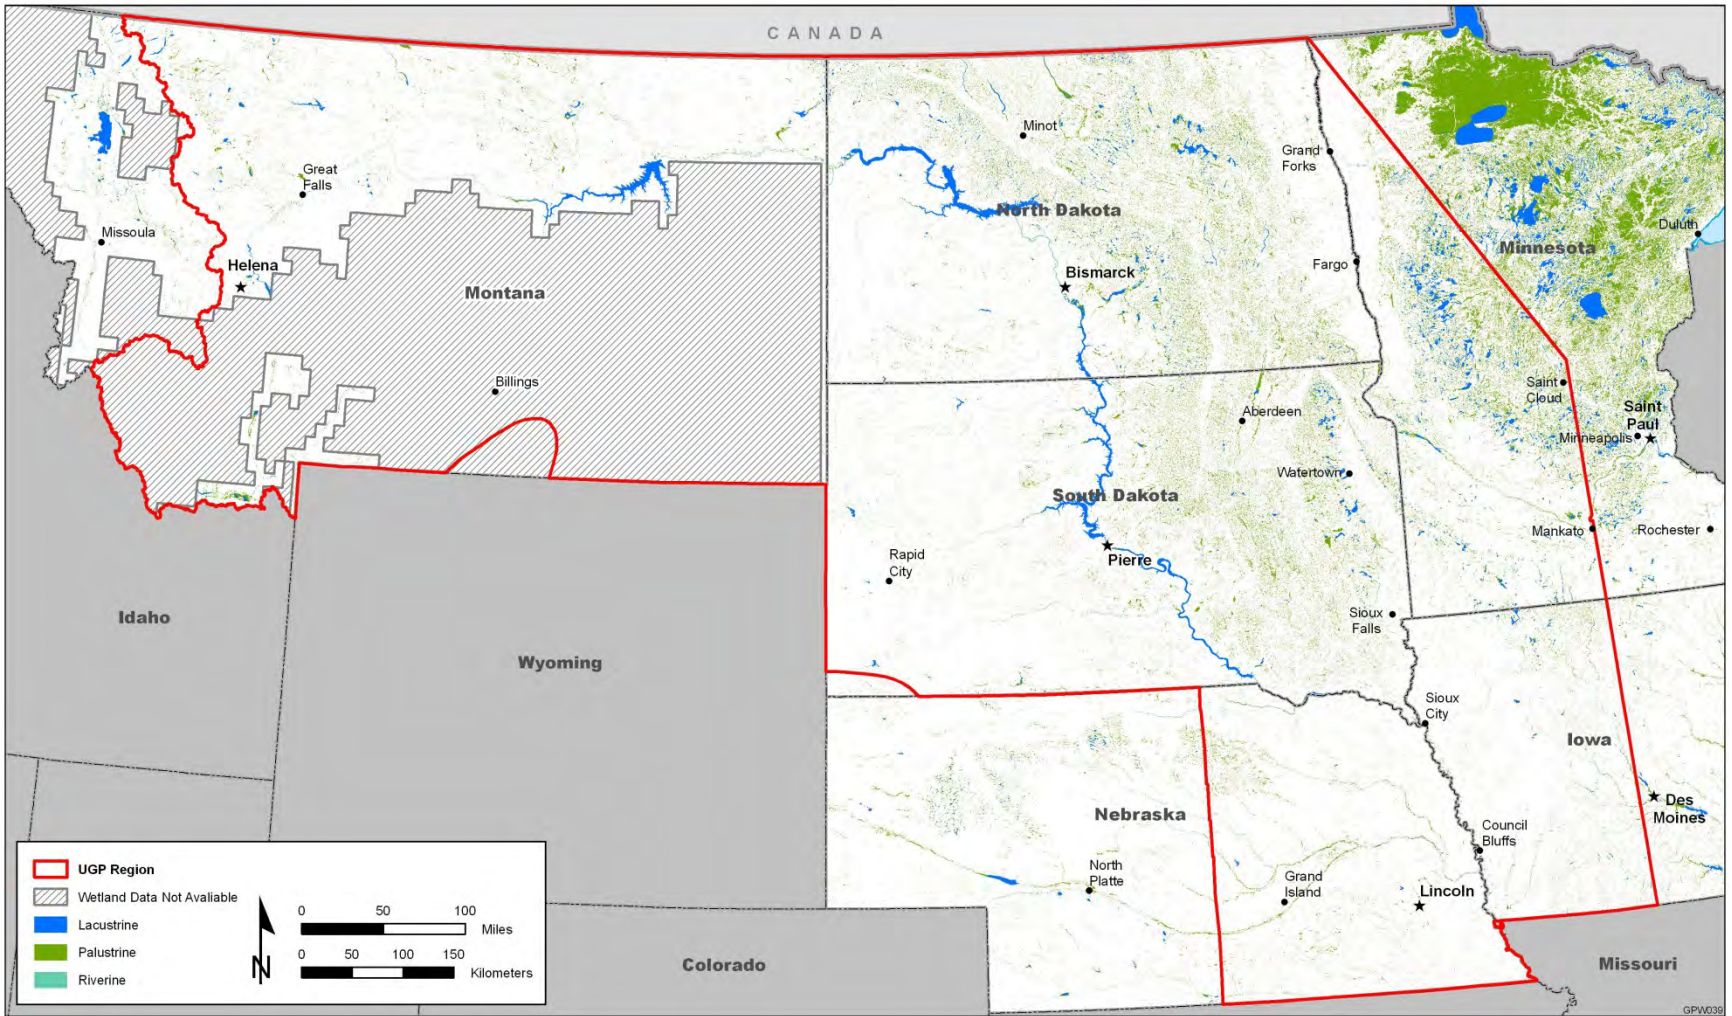 CANADA
Minot
Grand
Forks
Great
Falls
North Dakota
Missoula
Duluth
Minnesota
Helena
Bismarck
Fargo
Montana
Billings
Saint
Cloud
Aberdeen
Saint
Paul
Minneapolis
Watertown
South Dakota
Mankato
Rochester
Rapid
City
Pierre
Idaho
Sioux
Falls
Wyoming
Sioux
City
Iowa
Des
Moines
Nebraska
Council
Bluffs
North
Platte
Grand
Island
Lincoln
Colorado
Missouri
UGP Region
Wetland Data Not Avaliable
Lacustrine
Palustrine
Riverine
N
0 50 100
Miles
0 50 100 150
Kilometers
GPW039